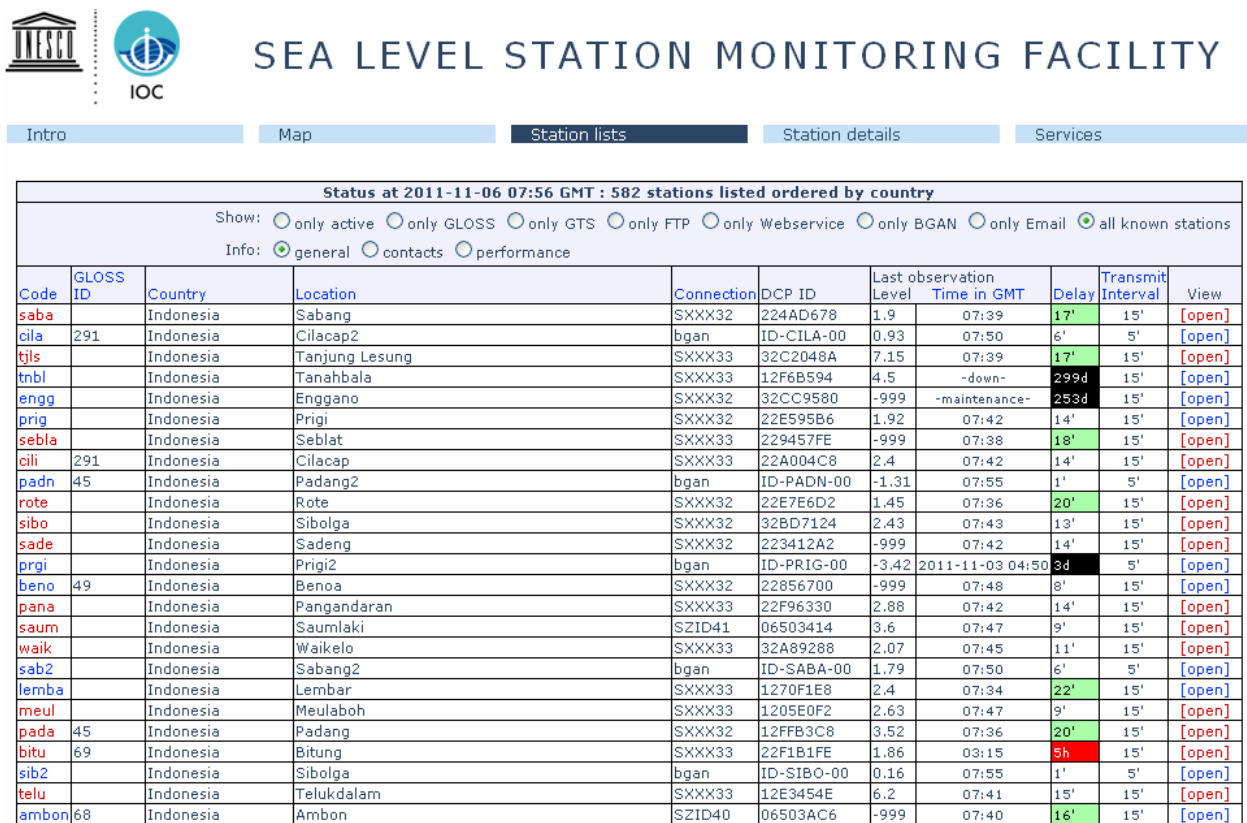 UNESCO
IOC
SEA LEVEL STATION MONITORING FACILITY
Intro Map Station lists Station details Services
Status at 2011-11-06 07:56 GMT : 582 stations listed ordered by country
Show: only active only GLOSS only GTS only FTP only Webservice only BGAN only Email all known stations
Info: general contacts performance
Code GLOSS ID Country Location Connection DCP ID Last observation Level Time in GMT Delay Transmit Interval View
saba Indonesia Sabang SXXX32 224AD678 1.9 07:39 17' 15' [open]
cila 291 Indonesia Cilacap2 bgan ID-CILA-00 0.93 07:50 6' 5' [open]
tjls Indonesia Tanjung Lesung SXXX33 32C2048A 7.15 07:39 17' 15' [open]
tnbl Indonesia Tanahbala SXXX33 12F6B594 4.5 -down- 299d 15' [open]
engg Indonesia Enggano SXXX32 32CC9580 -999 -maintenance- 253d 15' [open]
prig Indonesia Prigi SXXX32 22E595B6 1.92 07:42 14' 15' [open]
sebla Indonesia Seblat SXXX33 229457FE -999 07:38 18' 15' [open]
cili 291 Indonesia Cilacap SXXX33 22A004C8 2.4 07:42 14' 15' [open]
padn 45 Indonesia Padang2 bgan ID-PADN-00 -1.31 07:55 1' 5' [open]
rote Indonesia Rote SXXX32 22E7E6D2 1.45 07:36 20' 15' [open]
sibo Indonesia Sibolga SXXX32 32BD7124 2.43 07:43 13' 15' [open]
sade Indonesia Sadeng SXXX32 223412A2 -999 07:42 14' 15' [open]
prgi Indonesia Prigi2 bgan ID-PRIG-00 -3.42 2011-11-03 04:50 3d 5' [open]
beno 49 Indonesia Benoa SXXX32 22856700 -999 07:48 8' 15' [open]
pana Indonesia Pangandaran SXXX33 22F96330 2.88 07:42 14' 15' [open]
saum Indonesia Saumlaki SZID41 06503414 3.6 07:47 9' 15' [open]
waik Indonesia Waikelo SXXX33 32A89288 2.07 07:45 11' 15' [open]
sab2 Indonesia Sabang2 bgan ID-SABA-00 1.79 07:50 6' 5' [open]
lemba Indonesia Lembar SXXX33 1270F1E8 2.4 07:34 22' 15' [open]
meul Indonesia Meulaboh SXXX33 1205E0F2 2.63 07:47 9' 15' [open]
pada 45 Indonesia Padang SXXX32 12FFB3C8 3.52 07:36 20' 15' [open]
bitu 69 Indonesia Bitung SXXX33 22F1B1FE 1.86 03:15 5h 15' [open]
sib2 Indonesia Sibolga bgan ID-SIBO-00 0.16 07:55 1' 5' [open]
telu Indonesia Telukdalam SXXX33 12E3454E 6.2 07:41 15' 15' [open]
ambon 68 Indonesia Ambon SZID40 06503AC6 -999 07:40 16' 15' [open]